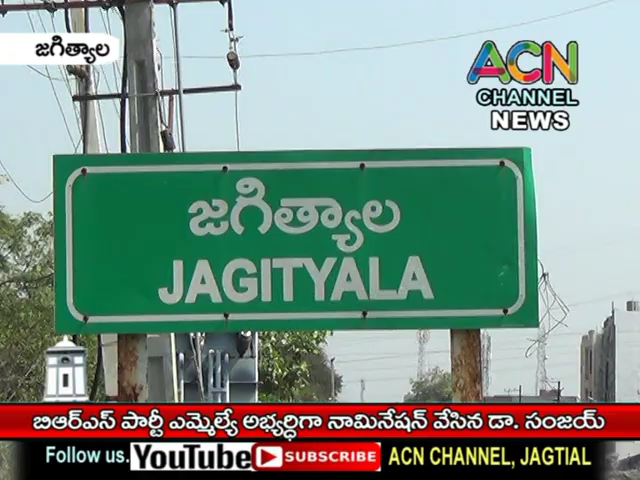 జగిత్యాల
ACN
CHANNEL
NEWS
జగిత్యాల
JAGITYALA
బిఆర్ఎస్ పార్టీ ఎమ్మెల్యే అభ్యర్ధిగా నామినేషన్ వేసిన డా. సంజయ్
Follow us. YouTube SUBSCRIBE ACN CHANNEL, JAGTIAL